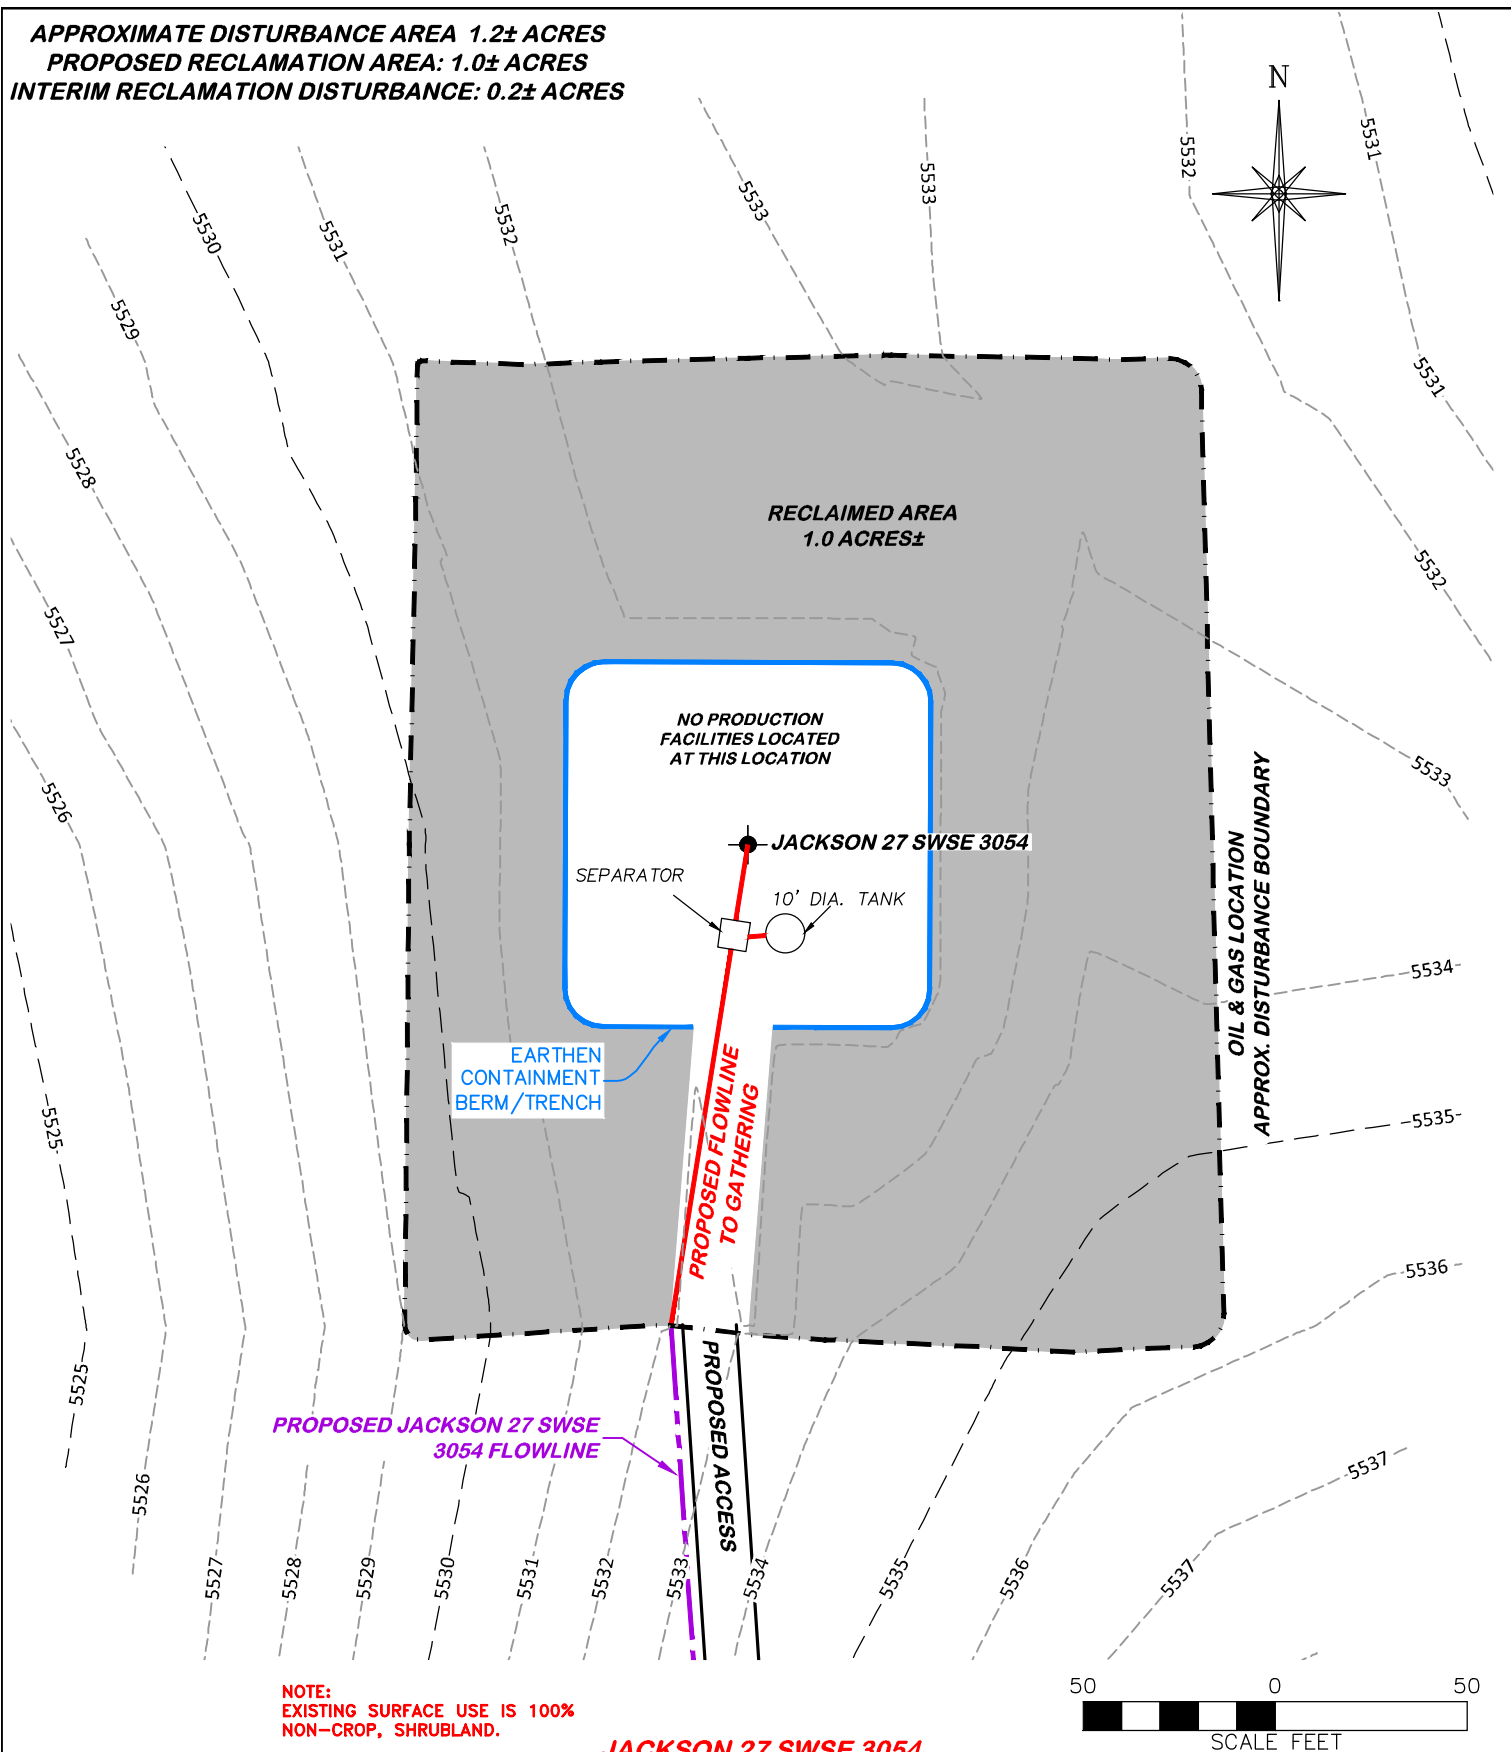 APPROXIMATE DISTURBANCE AREA 1.2± ACRES
PROPOSED RECLAMATION AREA: 1.0± ACRES
INTERIM RECLAMATION DISTURBANCE: 0.2± ACRES
N
5530
5531
5532
5533
5533
5532
5531
5529
5528
5531
5527
5532
RECLAIMED AREA
1.0 ACRES±
5526
5533
NO PRODUCTION
FACILITIES LOCATED
AT THIS LOCATION
JACKSON 27 SWSE 3054
SEPARATOR
10' DIA. TANK
OIL & GAS LOCATION
APPROX. DISTURBANCE BOUNDARY
5534
EARTHEN
CONTAINMENT
BERM/TRENCH
PROPOSED FLOWLINE
TO GATHERING
5525
5535
5536
5525
PROPOSED ACCESS
PROPOSED JACKSON 27 SWSE
3054 FLOWLINE
5537
5526
5527
5528
5529
5530
5531
5532
5533
5534
5535
5536
5537
NOTE:
EXISTING SURFACE USE IS 100%
NON-CROP, SHRUBLAND.
50 0 50
SCALE FEET
JACKSON 27 SWSE 3054